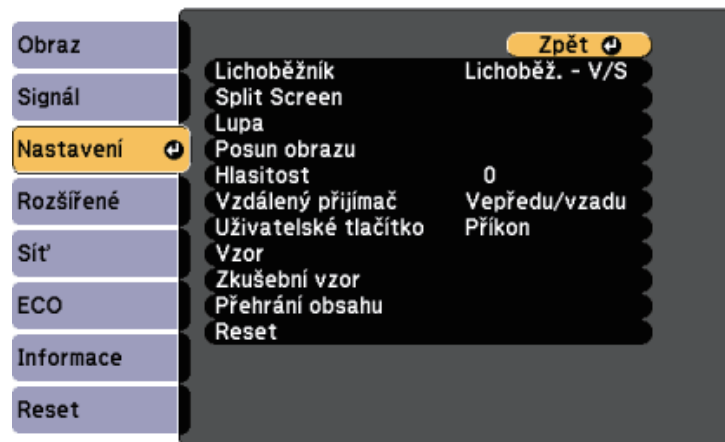 Obraz
Signál
Nastavení
Rozšířené
Síť
ECO
Informace
Reset
Zpět
Lichoběžník Lichoběž. - V/S
Split Screen
Lupa
Posun obrazu
Hlasitost 0
Vzdálený přijímač Vepředu/vzadu
Uživatelské tlačítko Příkon
Vzor
Zkušební vzor
Přehrání obsahu
Reset